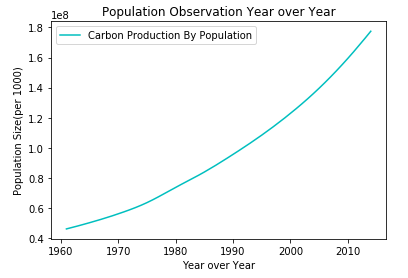 Population Observation Year over Year
1e8
Carbon Production By Population
1.8
1.6
1.4
1.2
1.0
0.8
0.6
0.4
Population Size(per 1000)
1960 1970 1980 1990 2000 2010
Year over Year